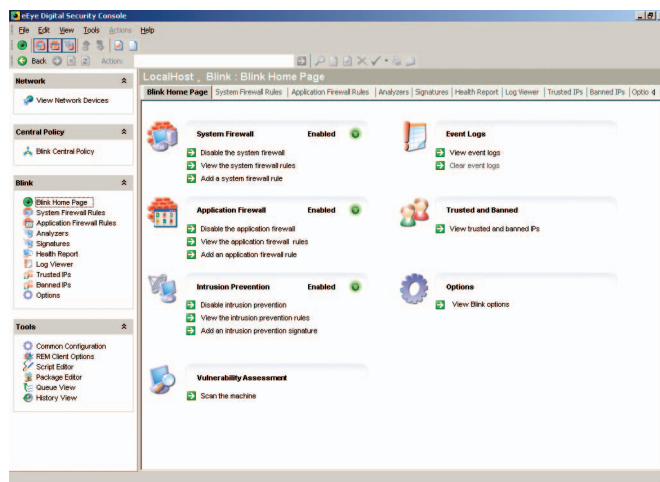 eEye Digital Security Console
File Edit View Tools Actions Help
Back Action:
LocalHost _ Blink : Blink Home Page
Blink Home Page System Firewall Rules Application Firewall Rules Analyzers Signatures Health Report Log Viewer Trusted IPs Banned IPs Optio
Network
View Network Devices
Central Policy
Blink Central Policy
Blink
Blink Home Page
System Firewall Rules
Application Firewall Rules
Analyzers
Signatures
Health Report
Log Viewer
Trusted IPs
Banned IPs
Options
Tools
Common Configuration
REM Client Options
Script Editor
Package Editor
Queue View
History View
System Firewall Enabled
Disable the system firewall
View the system firewall rules
Add a system firewall rule
Application Firewall Enabled
Disable the application firewall
View the application firewall rules
Add an application firewall rule
Intrusion Prevention Enabled
Disable intrusion prevention
View the intrusion prevention rules
Add an intrusion prevention signature
Vulnerability Assessment
Scan the machine
Event Logs
View event logs
Clear event logs
Trusted and Banned
View trusted and banned IPs
Options
View Blink options